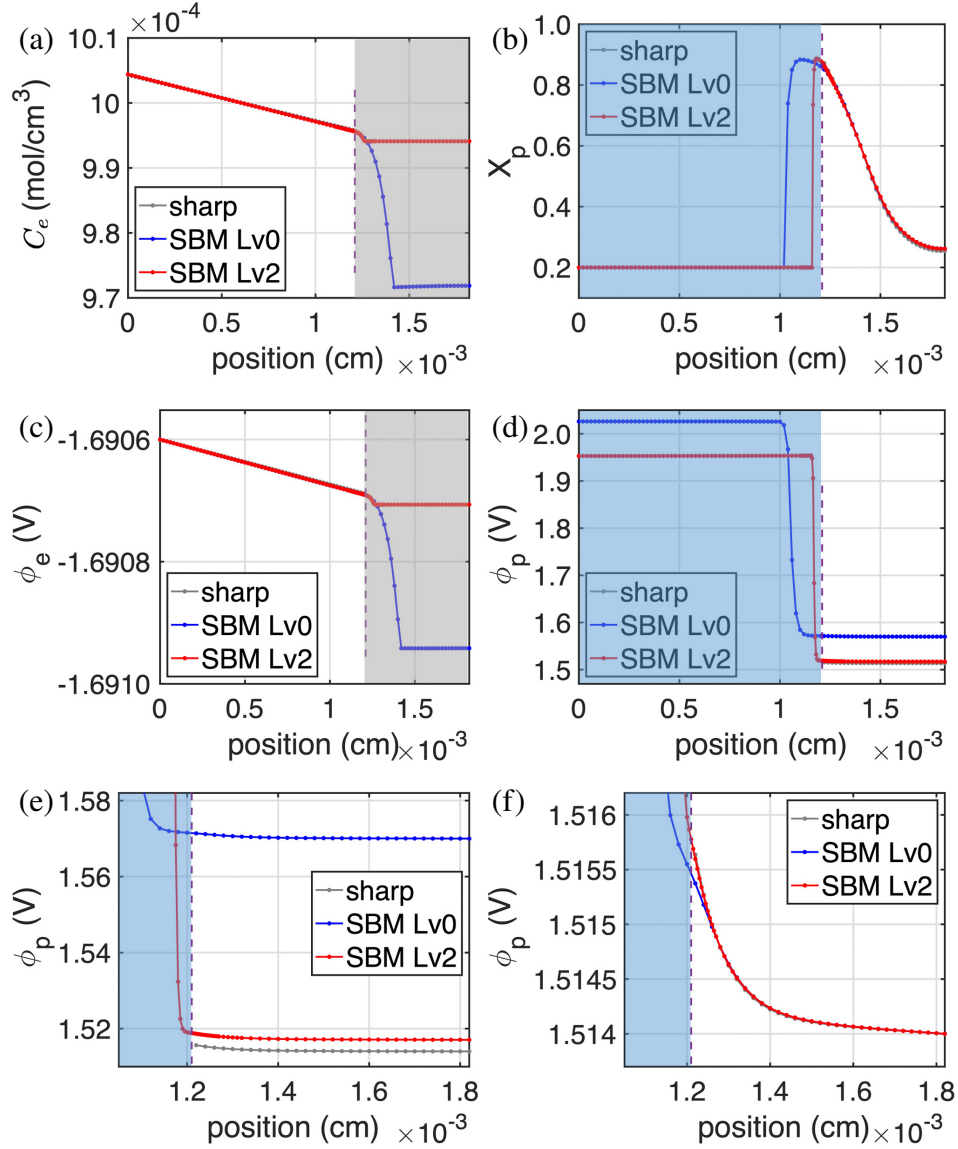 (a)
×10⁻⁴
10.1
10
9.9
9.8
9.7
C_e (mol/cm³)
sharp
SBM Lv0
SBM Lv2
0
0.5
1
1.5
position (cm)
×10⁻³
(b)
1.0
0.8
0.6
0.4
0.2
X_p
sharp
SBM Lv0
SBM Lv2
0
0.5
1
1.5
position (cm)
×10⁻³
(c)
-1.6906
-1.6908
-1.6910
ϕ_e (V)
sharp
SBM Lv0
SBM Lv2
0
0.5
1
1.5
position (cm)
×10⁻³
(d)
2.0
1.9
1.8
1.7
1.6
1.5
ϕ_p (V)
sharp
SBM Lv0
SBM Lv2
0
0.5
1
1.5
position (cm)
×10⁻³
(e)
1.58
1.56
1.54
1.52
ϕ_p (V)
sharp
SBM Lv0
SBM Lv2
1.2
1.4
1.6
1.8
position (cm)
×10⁻³
(f)
1.516
1.5155
1.515
1.5145
1.514
ϕ_p (V)
sharp
SBM Lv0
SBM Lv2
1.2
1.4
1.6
1.8
position (cm)
×10⁻³